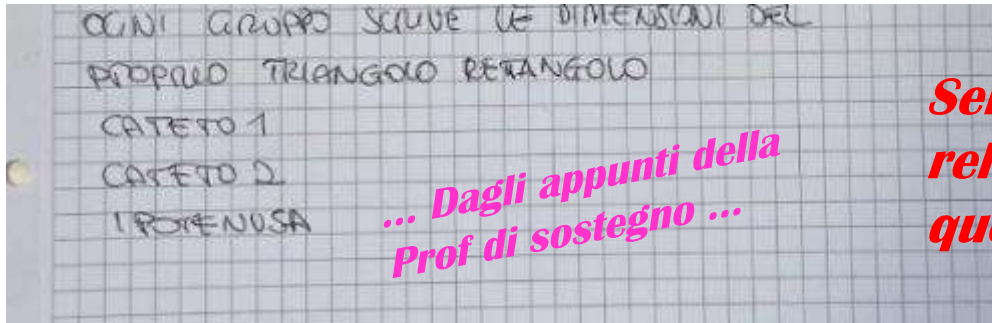 OGNI GRUPPO SCRIVE LE DIMENSIONI DEL
PROPRIO TRIANGOLO RETANGOLO
CATETO 1
CATETO 2
IPOTENUSA
... Dagli appunti della
Prof di sostegno ...